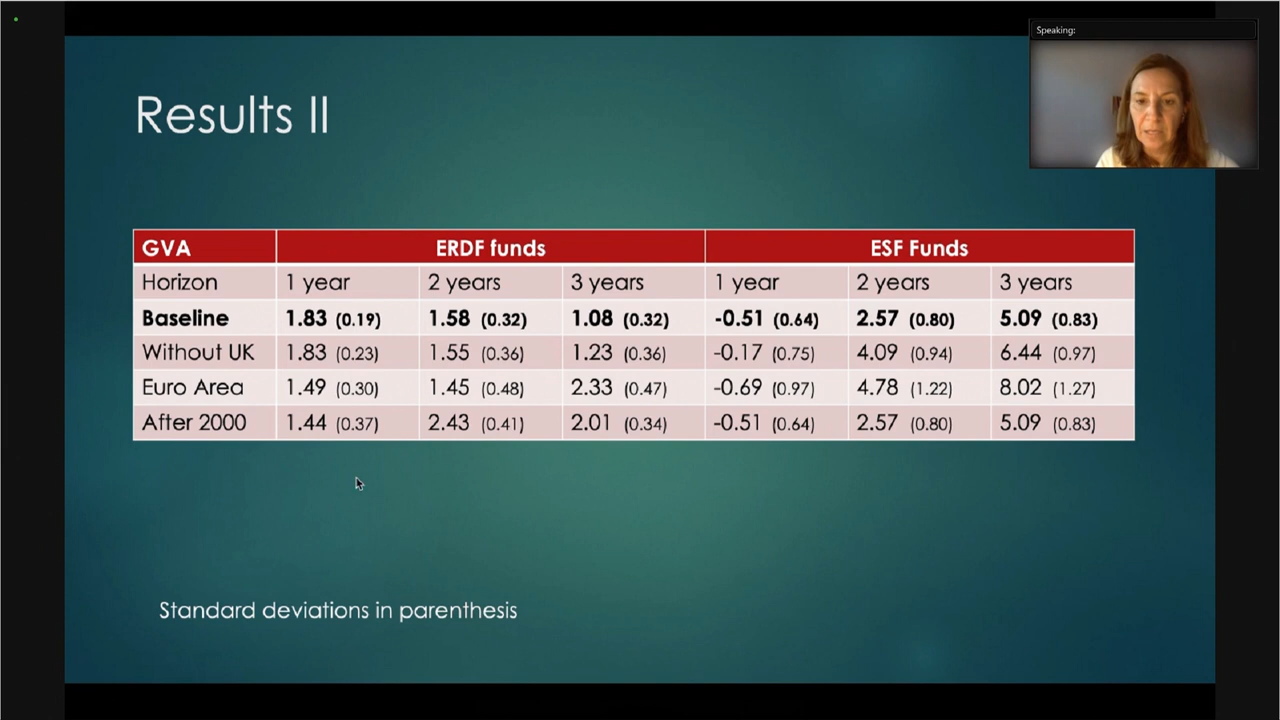 Speaking:
Results II
GVA ERDF funds ESF Funds
Horizon 1 year 2 years 3 years 1 year 2 years 3 years
Baseline 1.83 (0.19) 1.58 (0.32) 1.08 (0.32) -0.51 (0.64) 2.57 (0.80) 5.09 (0.83)
Without UK 1.83 (0.23) 1.55 (0.36) 1.23 (0.36) -0.17 (0.75) 4.09 (0.94) 6.44 (0.97)
Euro Area 1.49 (0.30) 1.45 (0.48) 2.33 (0.47) -0.69 (0.97) 4.78 (1.22) 8.02 (1.27)
After 2000 1.44 (0.37) 2.43 (0.41) 2.01 (0.34) -0.51 (0.64) 2.57 (0.80) 5.09 (0.83)
Standard deviations in parenthesis